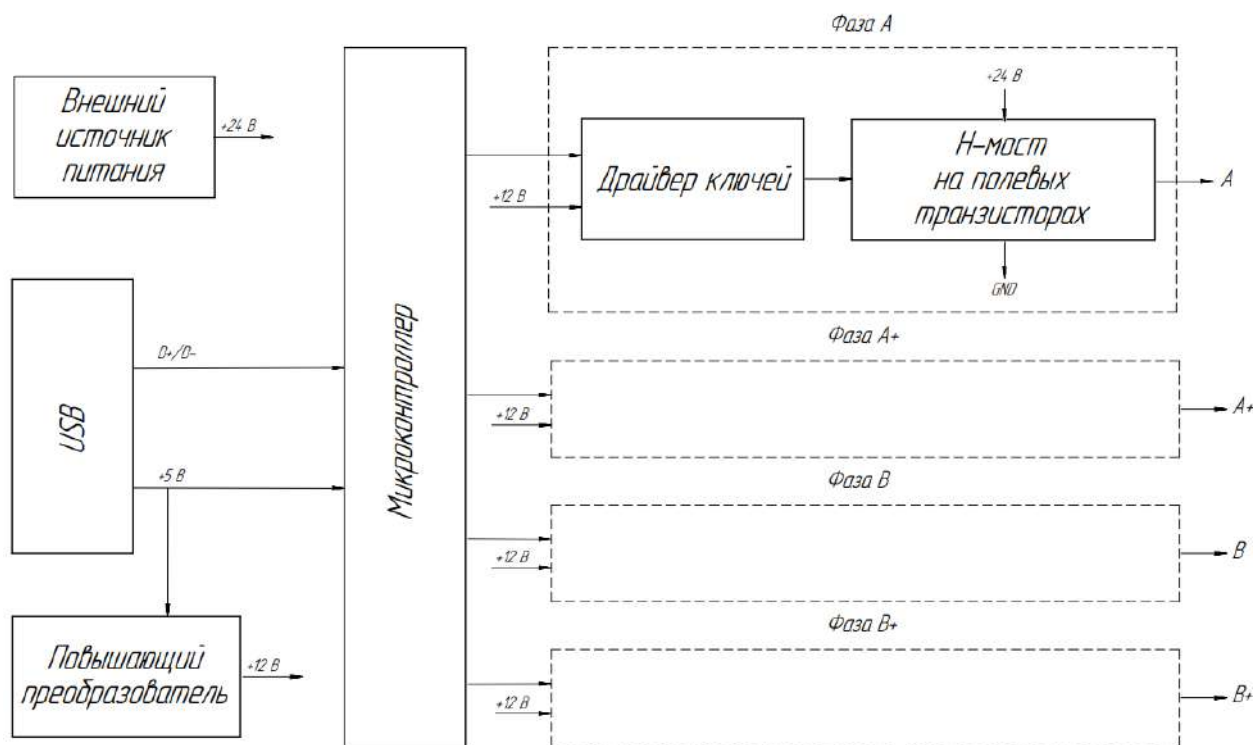 Фаза А
Внешний
источник
питания
+24 В
+24 В
Драйвер ключей
+12 В
Н-мост
на полевых
транзисторах
А
GND
USB
D+/D-
+5 В
Повышающий
преобразователь
+12 В
Микроконтроллер
Фаза А+
+12 В
А+
Фаза В
+12 В
В
Фаза В+
+12 В
В+